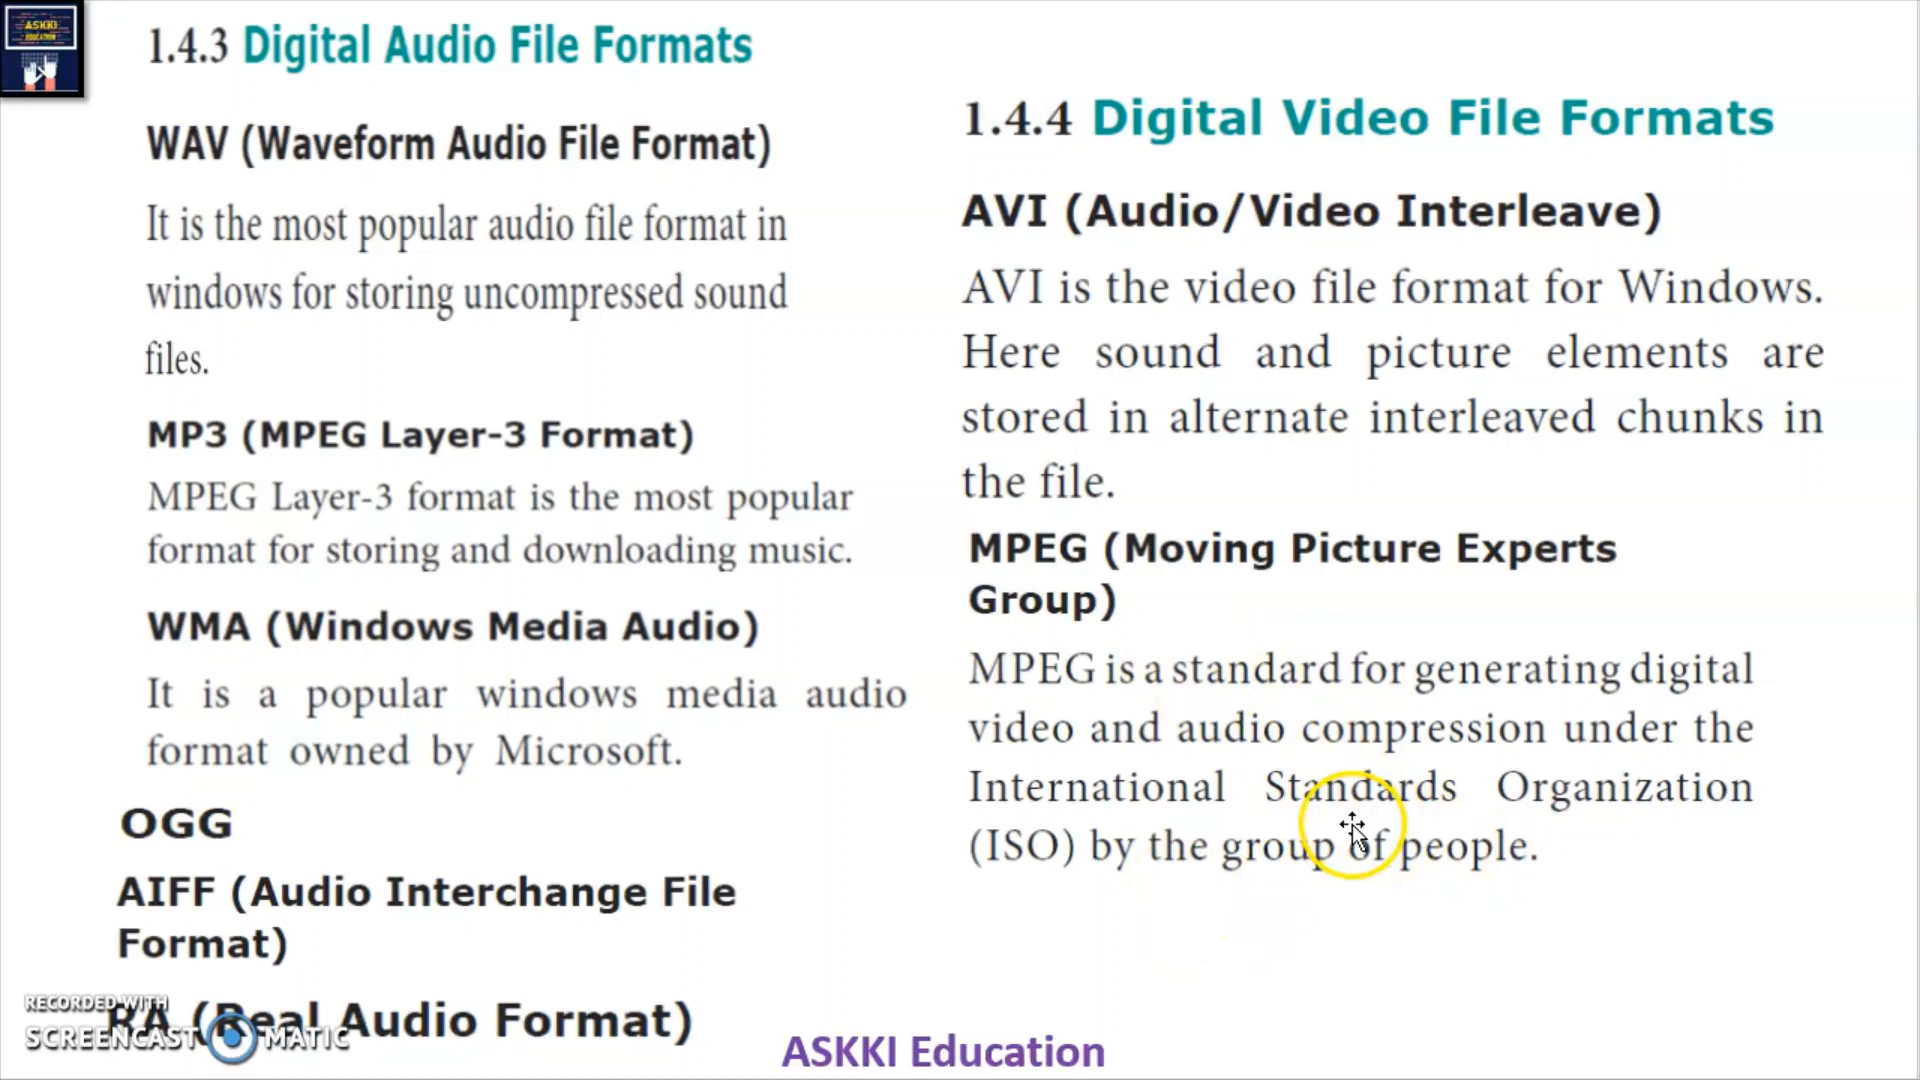 ASKKI
EDUCATION
1.4.3 Digital Audio File Formats
WAV (Waveform Audio File Format)
It is the most popular audio file format in
windows for storing uncompressed sound
files.
MP3 (MPEG Layer-3 Format)
MPEG Layer-3 format is the most popular
format for storing and downloading music.
WMA (Windows Media Audio)
It is a popular windows media audio
format owned by Microsoft.
OGG
AIFF (Audio Interchange File
Format)
RA (Real Audio Format)
1.4.4 Digital Video File Formats
AVI (Audio/Video Interleave)
AVI is the video file format for Windows.
Here sound and picture elements are
stored in alternate interleaved chunks in
the file.
MPEG (Moving Picture Experts
Group)
MPEG is a standard for generating digital
video and audio compression under the
International Standards Organization
(ISO) by the group of people.
RECORDED WITH
SCREENCAST MATIC
ASKKI Education